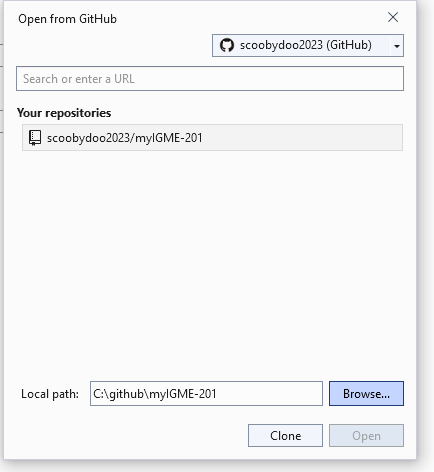 Open from GitHub
scoobydoo2023 (GitHub)
Search or enter a URL
Your repositories
scoobydoo2023/myIGME-201
Local path: C:\github\myIGME-201 Browse...
Clone Open